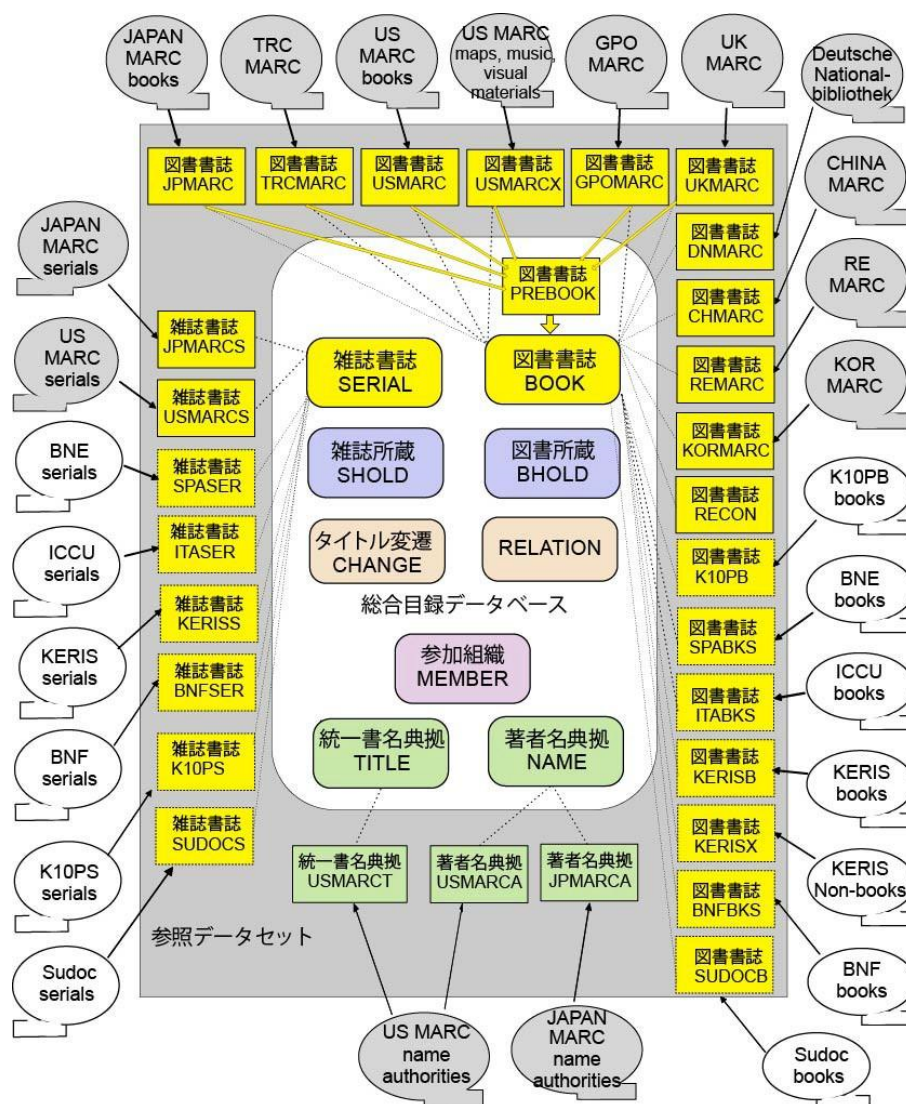 JAPAN
MARC
books
TRC
MARC
US
MARC
books
US MARC
maps, music,
visual
materials
GPO
MARC
UK
MARC
Deutsche
National-
bibliothek
図書書誌
JPMARC
図書書誌
TRCMARC
図書書誌
USMARC
図書書誌
USMARCX
図書書誌
GPOMARC
図書書誌
UKMARC
CHINA
MARC
図書書誌
DNMARC
JAPAN
MARC
serials
図書書誌
PREBOOK
図書書誌
CHMARC
RE
MARC
雑誌書誌
JPMARCS
US
MARC
serials
雑誌書誌
SERIAL
図書書誌
BOOK
図書書誌
REMARC
KOR
MARC
雑誌書誌
USMARCS
図書書誌
KORMARC
BNE
serials
雑誌書誌
SPASER
雑誌所蔵
SHOLD
図書所蔵
BHOLD
図書書誌
RECON
K10PB
books
ICCU
serials
雑誌書誌
ITASER
タイトル変遷
CHANGE
RELATION
図書書誌
K10PB
BNE
books
総合目録データベース
KERIS
serials
雑誌書誌
KERISS
図書書誌
SPABKS
参加組織
MEMBER
雑誌書誌
BNFSER
図書書誌
ITABKS
ICCU
books
BNF
serials
雑誌書誌
K10PS
統一書名典拠
TITLE
著者名典拠
NAME
図書書誌
KERISB
KERIS
books
雑誌書誌
SUDOCS
図書書誌
KERISX
KERIS
Non-books
K10PS
serials
統一書名典拠
USMARCT
著者名典拠
USMARCA
著者名典拠
JPMARCA
図書書誌
BNFBKS
参照データセット
図書書誌
SUDOCB
BNF
books
Sudoc
serials
US MARC
name
authorities
JAPAN
MARC
name
authorities
Sudoc
books